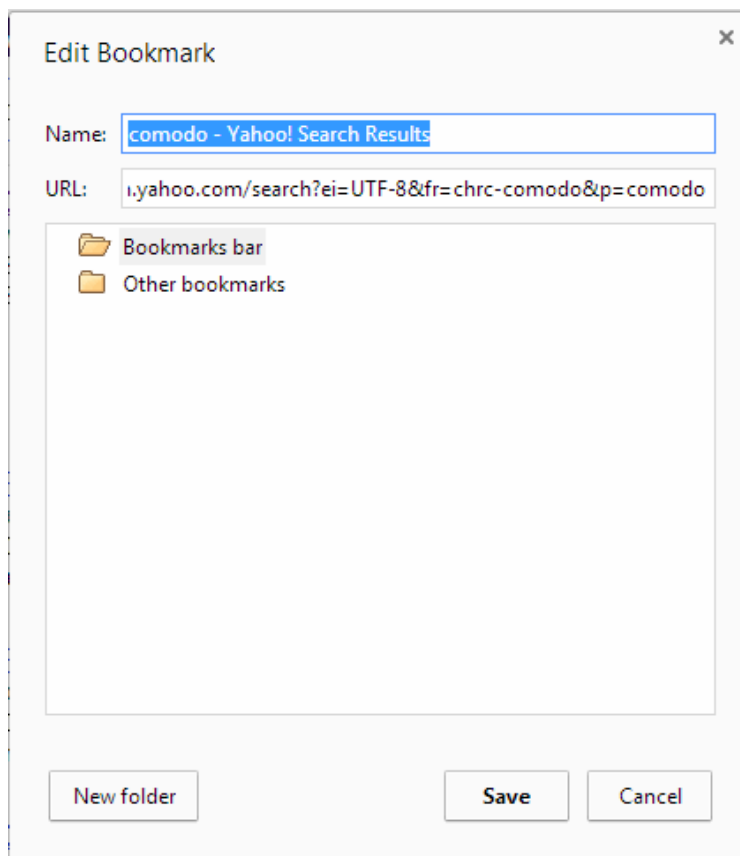 Edit Bookmark
Name: comodo - Yahoo! Search Results
URL: .yahoo.com/search?ei=UTF-8&fr=chrc-comodo&p=comodo
Bookmarks bar
Other bookmarks
New folder Save Cancel